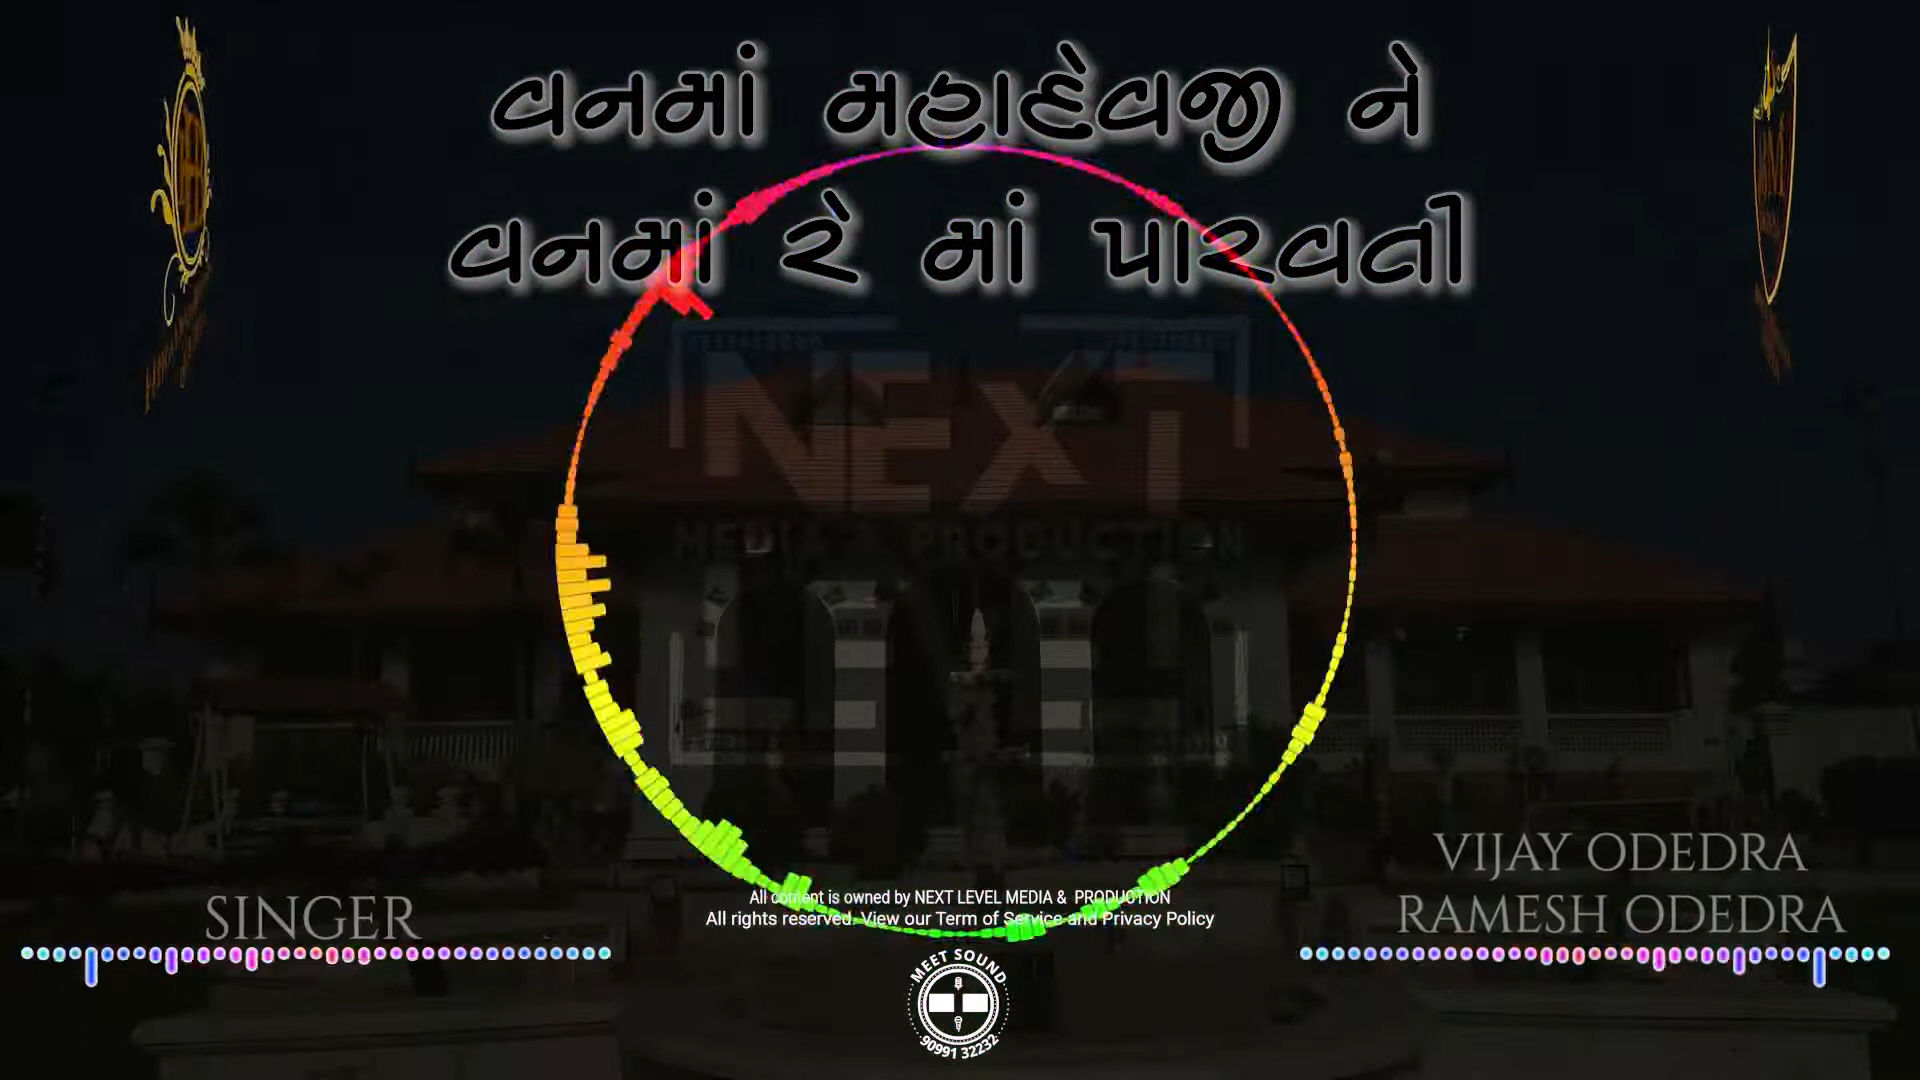 વનમાં મહાદેવજી ને
વનમાં રે માં પારવતી
NEXT
MEDIA & PRODUCTION
VIJAY ODEDRA
RAMESH ODEDRA
SINGER
All content is owned by NEXT LEVEL MEDIA & PRODUCTION
All rights reserved. View our Term of Service and Privacy Policy
MEET SOUND
90991 32232